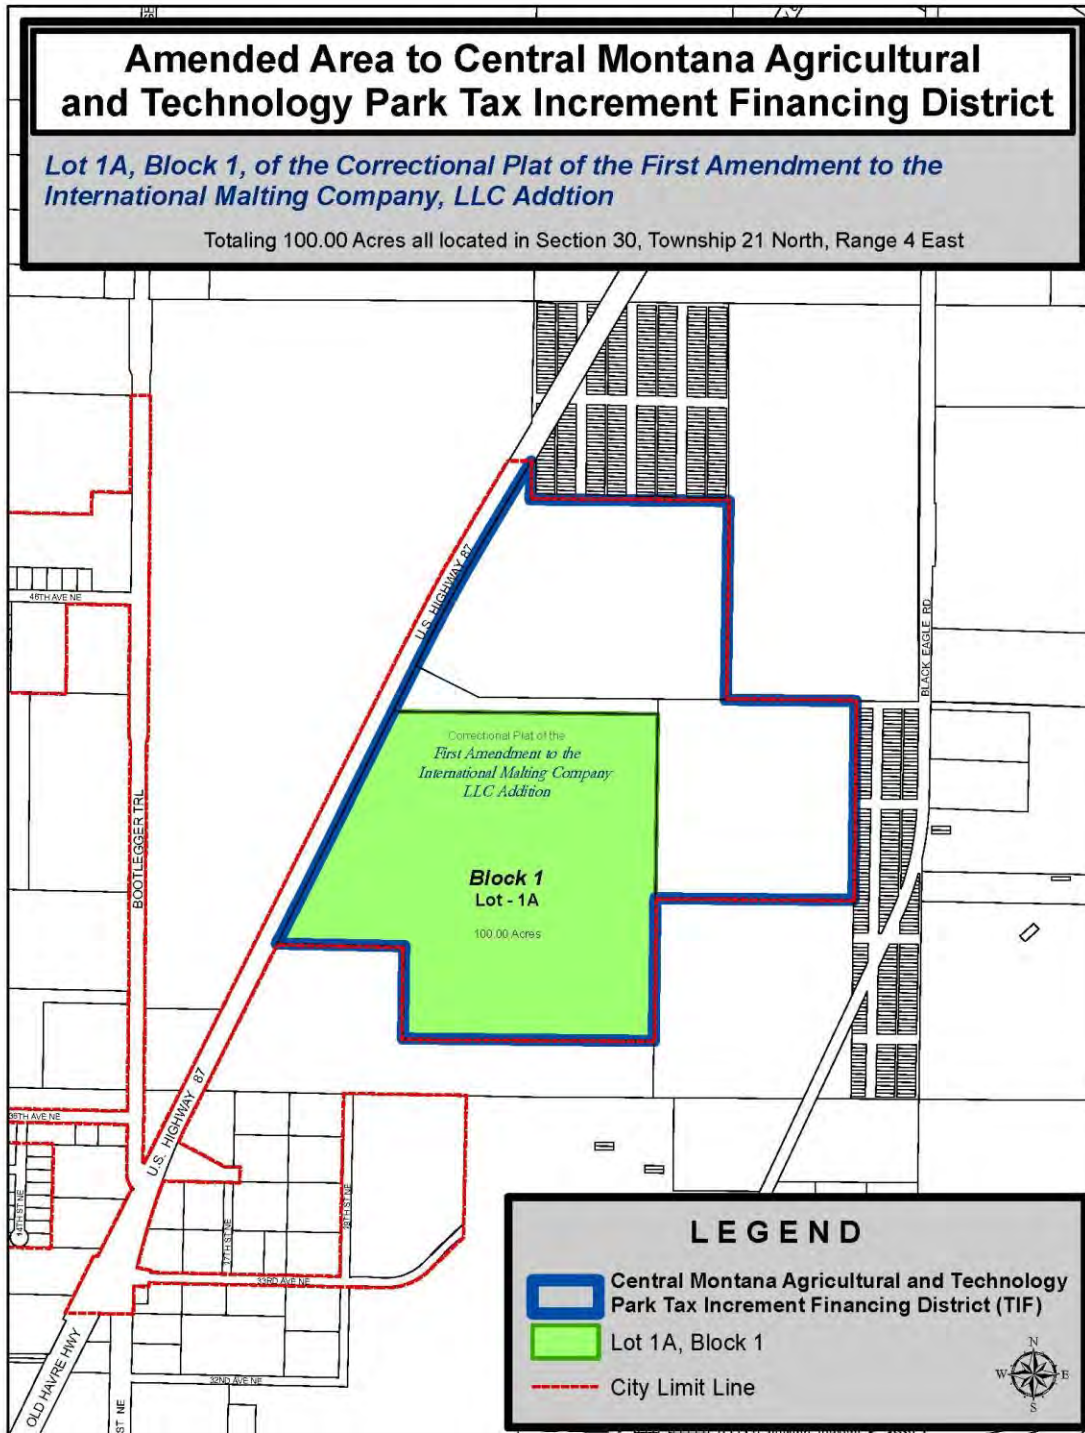 Amended Area to Central Montana Agricultural
and Technology Park Tax Increment Financing District
Lot 1A, Block 1, of the Correctional Plat of the First Amendment to the
International Malting Company, LLC Addtion
Totaling 100.00 Acres all located in Section 30, Township 21 North, Range 4 East
U.S. HIGHWAY 87
46TH AVE NE
BLACK EAGLE RD
Correctional Plat of the
First Amendment to the
International Malting Company
LLC Addition
BOOTLEGGER TRL
Block 1
Lot - 1A
100.00 Acres
36TH AVE NE
U.S. HIGHWAY 87
14TH ST NE
17TH ST NE
18TH ST NE
33RD AVE NE
32ND AVE NE
OLD HAVRE HWY
ST NE
LEGEND
Central Montana Agricultural and Technology
Park Tax Increment Financing District (TIF)
Lot 1A, Block 1
City Limit Line
N
W E
S